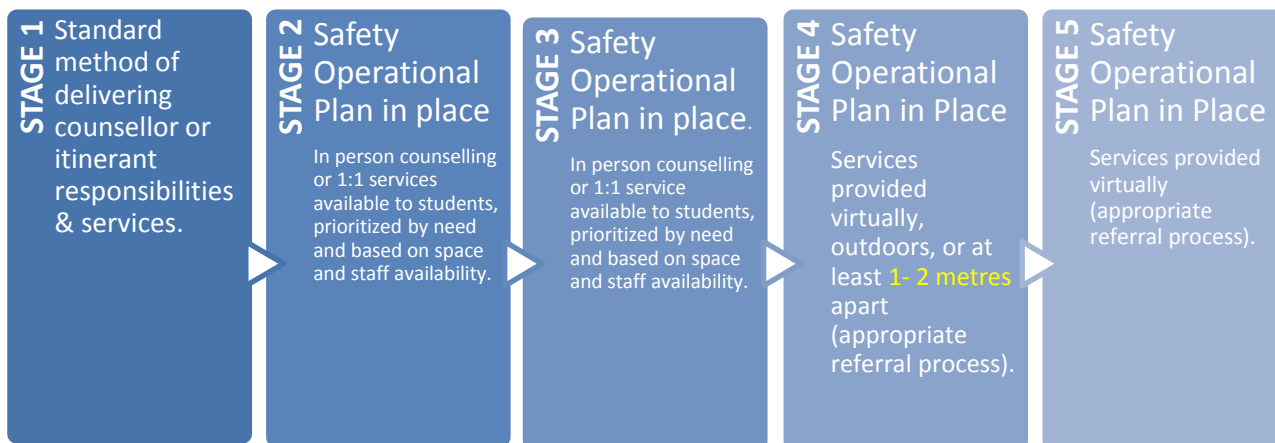 STAGE 1
Standard
method of
delivering
counsellor or
itinerant
responsibilities
& services.
STAGE 2
Safety
Operational
Plan in place
In person counselling
or 1:1 services
available to students,
prioritized by need
and based on space
and staff availability.
STAGE 3
Safety
Operational
Plan in place.
In person counselling
or 1:1 service
available to students,
prioritized by need
and based on space
and staff availability.
STAGE 4
Safety
Operational
Plan in Place
Services
provided
virtually,
outdoors, or at
least 1- 2 metres
apart
(appropriate
referral process).
STAGE 5
Safety
Operational
Plan in Place
Services provided
virtually
(appropriate
referral process).